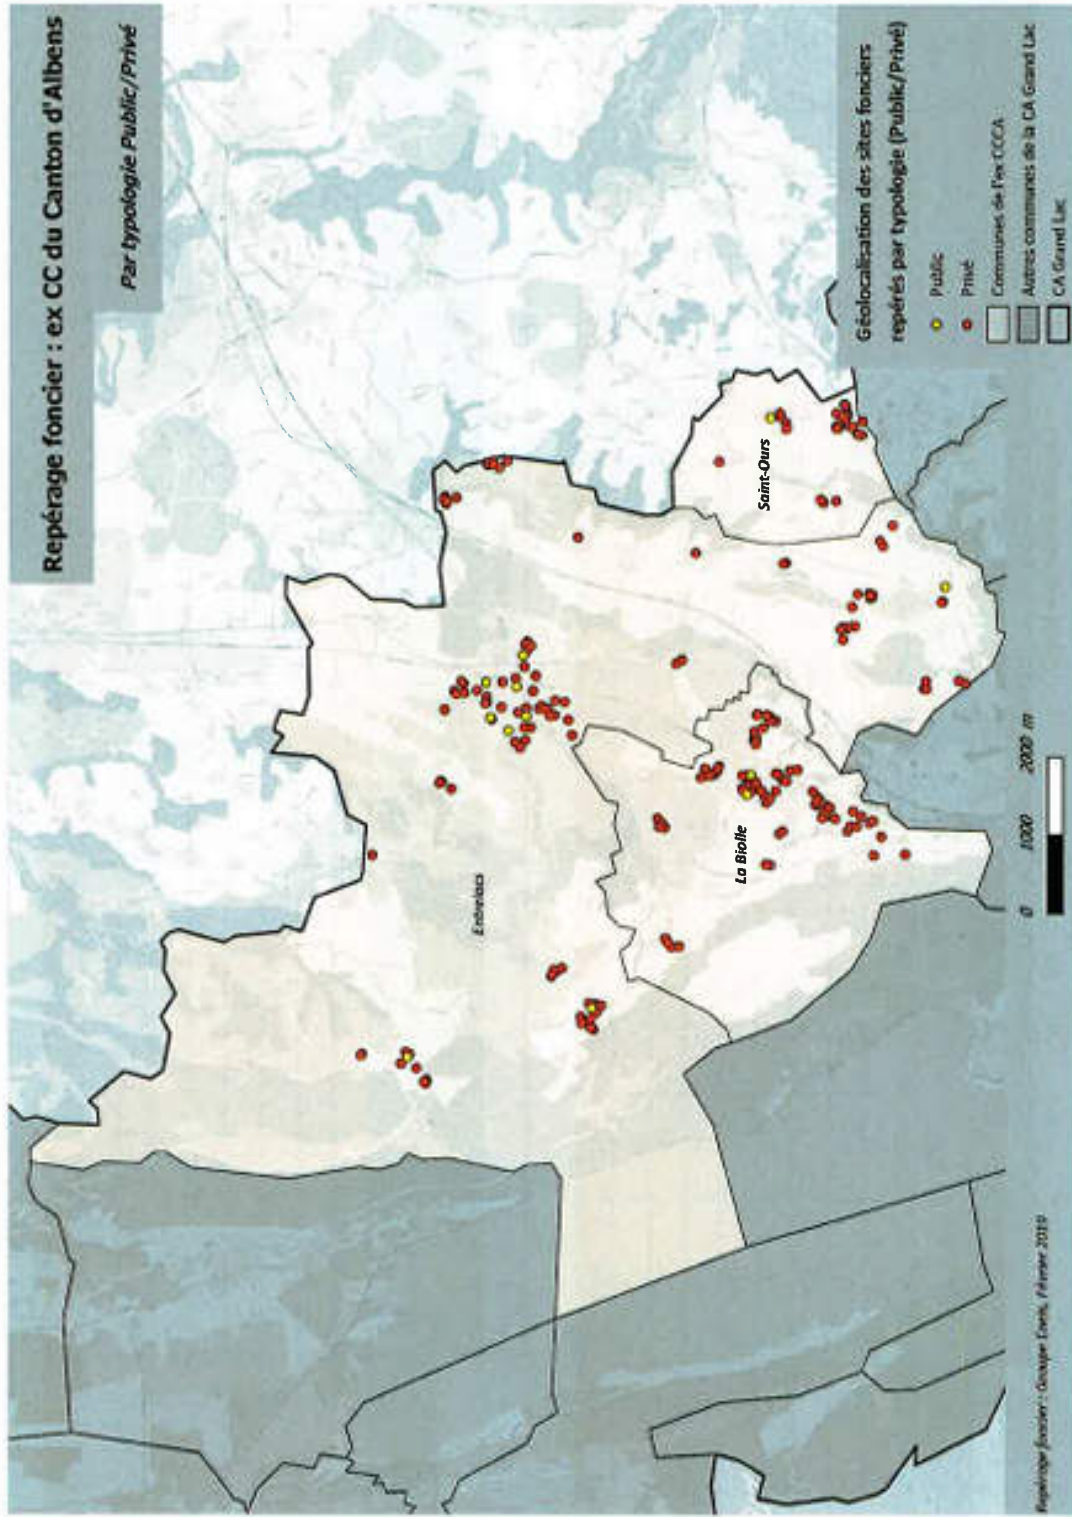 Repérage foncier : ex CC du Canton d'Albens
Par typologie Public/Privé
Entrelacs
La Biolle
Saint-Ours
Géolocalisation des sites fonciers
repérés par typologie (Public/Privé)
Public
Privé
Communes de l'ex CCCA
Autres communes de la CA Grand Lac
CA Grand Lac
0 1000 2000 m
Repérage foncier : Groupe Février 2019